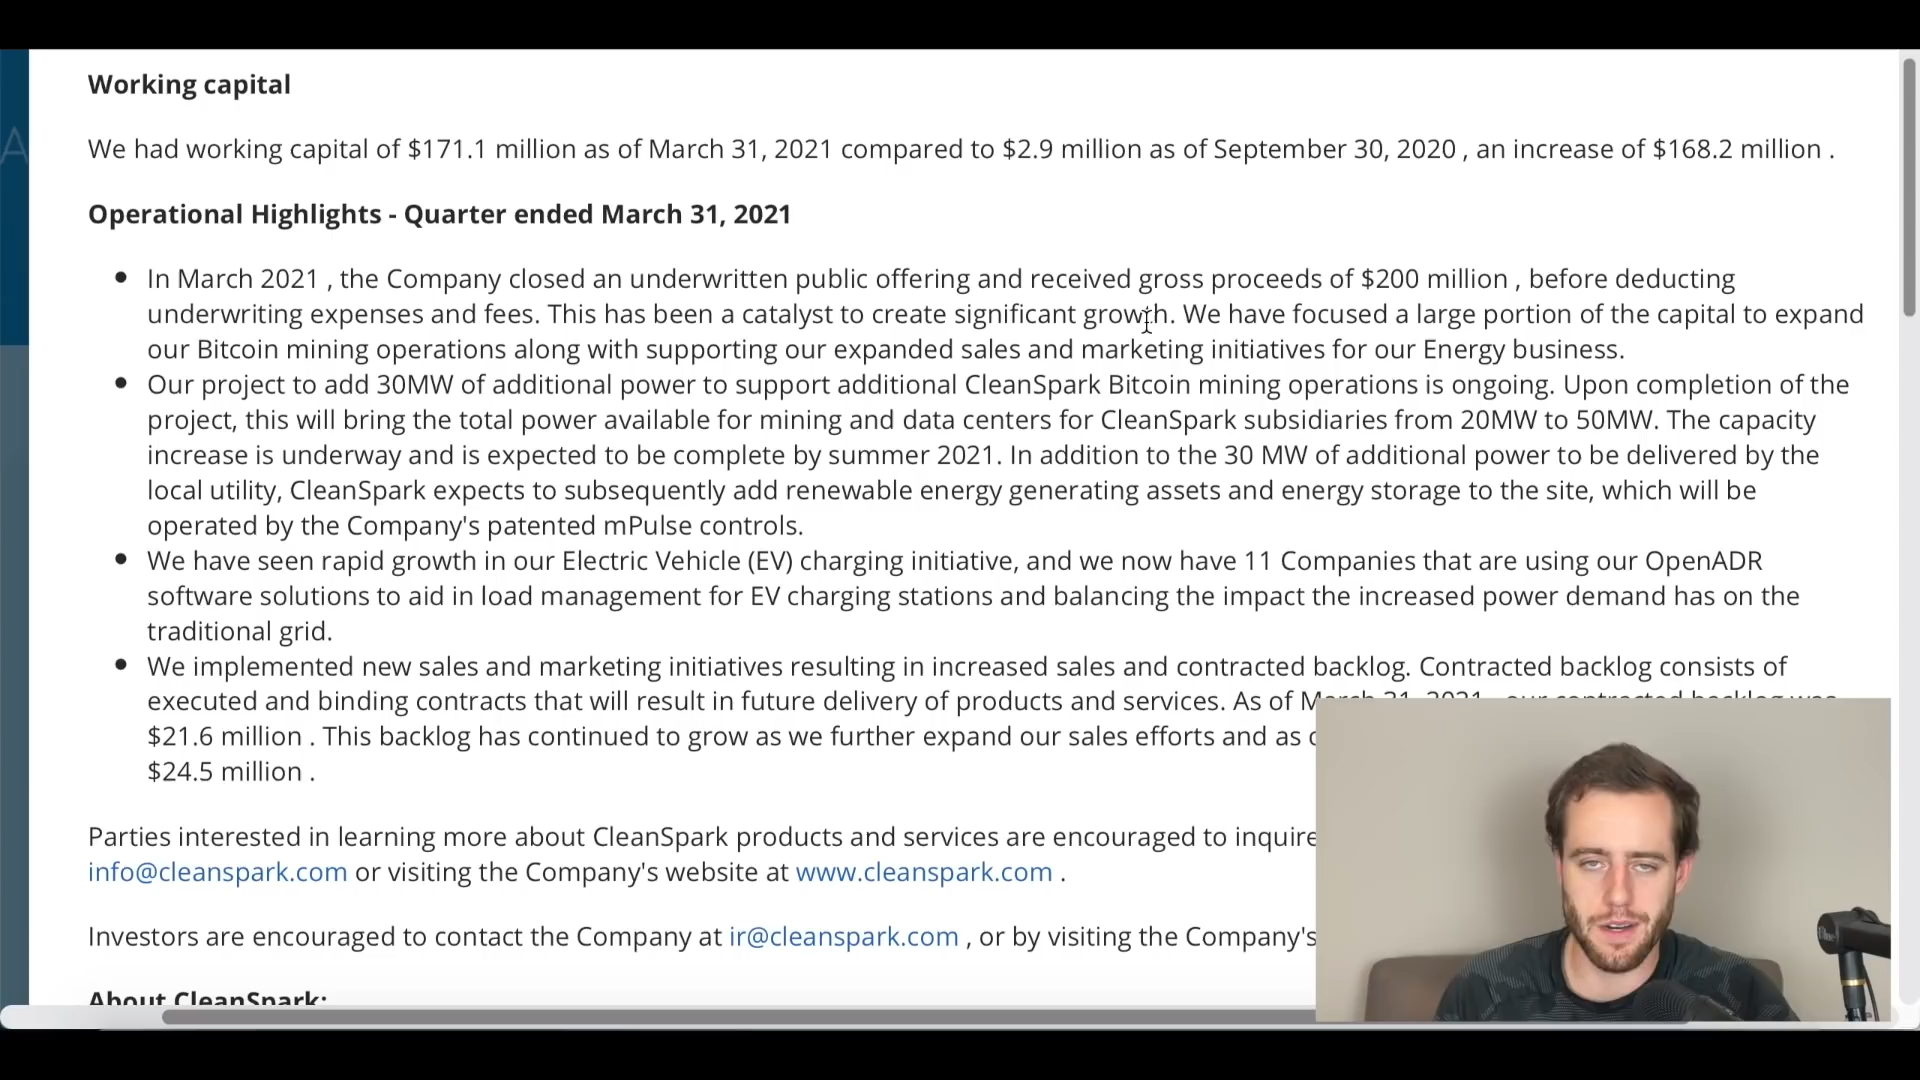 A
Working capital
We had working capital of $171.1 million as of March 31, 2021 compared to $2.9 million as of September 30, 2020 , an increase of $168.2 million .
Operational Highlights - Quarter ended March 31, 2021
In March 2021 , the Company closed an underwritten public offering and received gross proceeds of $200 million , before deducting
underwriting expenses and fees. This has been a catalyst to create significant growth. We have focused a large portion of the capital to expand
our Bitcoin mining operations along with supporting our expanded sales and marketing initiatives for our Energy business.
Our project to add 30MW of additional power to support additional CleanSpark Bitcoin mining operations is ongoing. Upon completion of the
project, this will bring the total power available for mining and data centers for CleanSpark subsidiaries from 20MW to 50MW. The capacity
increase is underway and is expected to be complete by summer 2021. In addition to the 30 MW of additional power to be delivered by the
local utility, CleanSpark expects to subsequently add renewable energy generating assets and energy storage to the site, which will be
operated by the Company's patented mPulse controls.
We have seen rapid growth in our Electric Vehicle (EV) charging initiative, and we now have 11 Companies that are using our OpenADR
software solutions to aid in load management for EV charging stations and balancing the impact the increased power demand has on the
traditional grid.
We implemented new sales and marketing initiatives resulting in increased sales and contracted backlog. Contracted backlog consists of
executed and binding contracts that will result in future delivery of products and services. As of March 31, 2021 , our contracted backlog was
$21.6 million . This backlog has continued to grow as we further expand our sales efforts and as
$24.5 million .
Parties interested in learning more about CleanSpark products and services are encouraged to inquire
info@cleanspark.com or visiting the Company's website at www.cleanspark.com .
Investors are encouraged to contact the Company at ir@cleanspark.com , or by visiting the Company's
About CleanSpark: